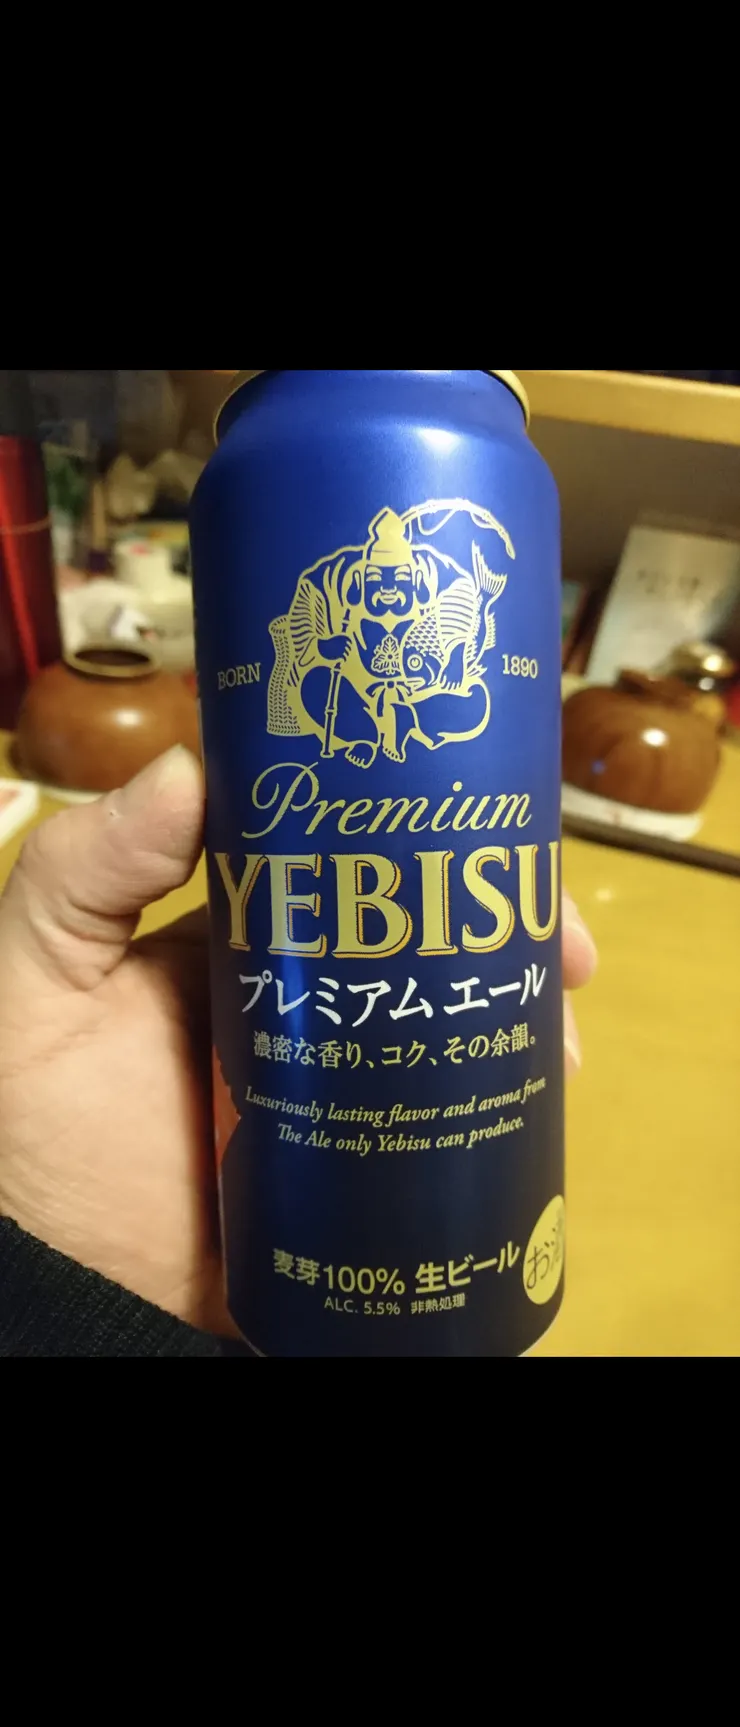 BORN 1890
Premium
YEBISU
プレミアム エール
濃密な香り、コク、その余韻。
Luxuriously lasting flavor and aroma from
The Ale only Yebisu can produce.
麦芽100% 生ビール
ALC. 5.5% 非熱処理
お酒